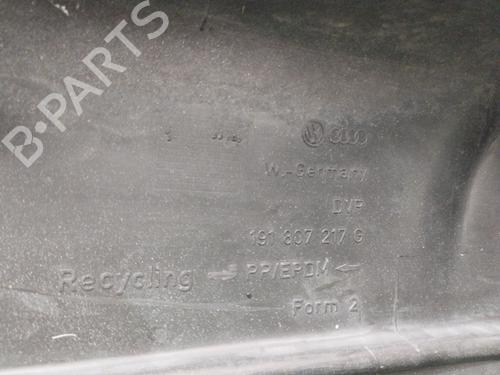 B-PARTS
W.-Germany
DVP
191 807 217 G
Recycling PP/EPDM
Form 2